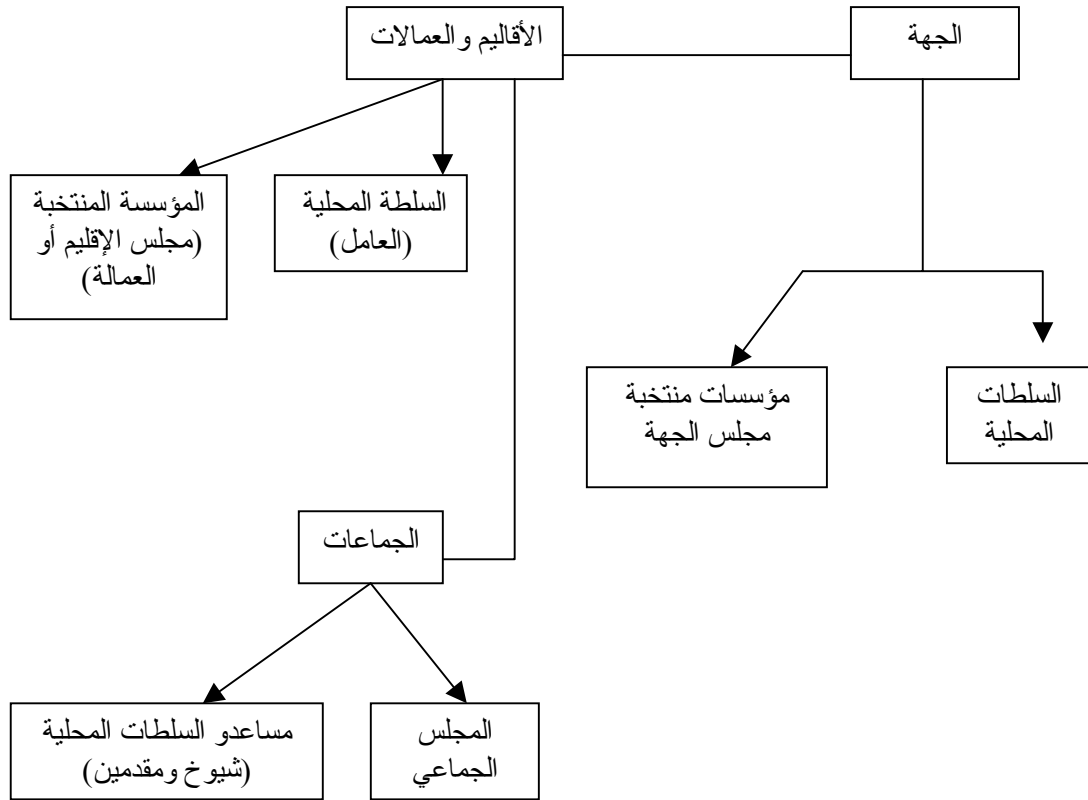 الجهة
الأقاليم والعمالات
السلطة المحلية
(العامل)
المؤسسة المنتخبة
(مجلس الإقليم أو
العمالة)
السلطات
المحلية
مؤسسات منتخبة
مجلس الجهة
الجماعات
المجلس
الجماعي
مساعدو السلطات المحلية
(شيوخ ومقدمين)